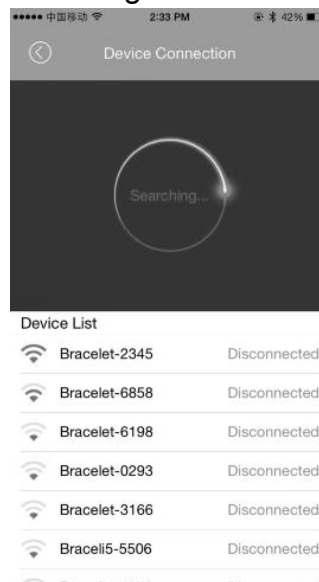 中国移动 2:33 PM 42%
Device Connection
Searching...
Device List
Bracelet-2345 Disconnected
Bracelet-6858 Disconnected
Bracelet-6198 Disconnected
Bracelet-0293 Disconnected
Bracelet-3166 Disconnected
Braceli5-5506 Disconnected